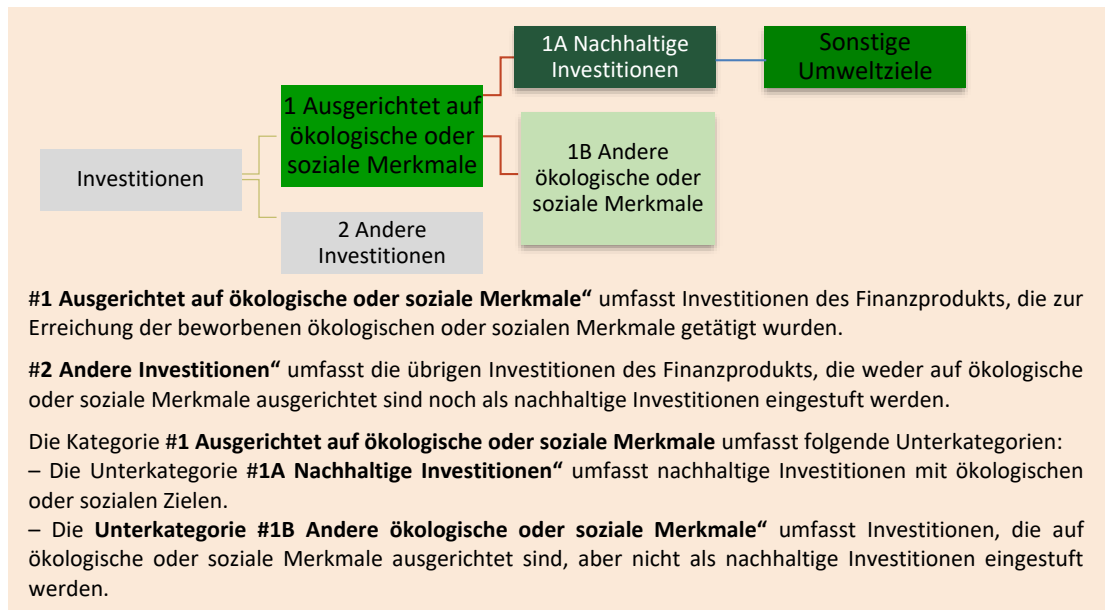 1A Nachhaltige
Investitionen
Sonstige
Umweltziele
1 Ausgerichtet auf
ökologische oder
soziale Merkmale
1B Andere
ökologische oder
soziale Merkmale
Investitionen
2 Andere
Investitionen
#1 Ausgerichtet auf ökologische oder soziale Merkmale“ umfasst Investitionen des Finanzprodukts, die zur
Erreichung der beworbenen ökologischen oder sozialen Merkmale getätigt wurden.
#2 Andere Investitionen“ umfasst die übrigen Investitionen des Finanzprodukts, die weder auf ökologische
oder soziale Merkmale ausgerichtet sind noch als nachhaltige Investitionen eingestuft werden.
Die Kategorie #1 Ausgerichtet auf ökologische oder soziale Merkmale umfasst folgende Unterkategorien:
– Die Unterkategorie #1A Nachhaltige Investitionen“ umfasst nachhaltige Investitionen mit ökologischen
oder sozialen Zielen.
– Die Unterkategorie #1B Andere ökologische oder soziale Merkmale“ umfasst Investitionen, die auf
ökologische oder soziale Merkmale ausgerichtet sind, aber nicht als nachhaltige Investitionen eingestuft
werden.